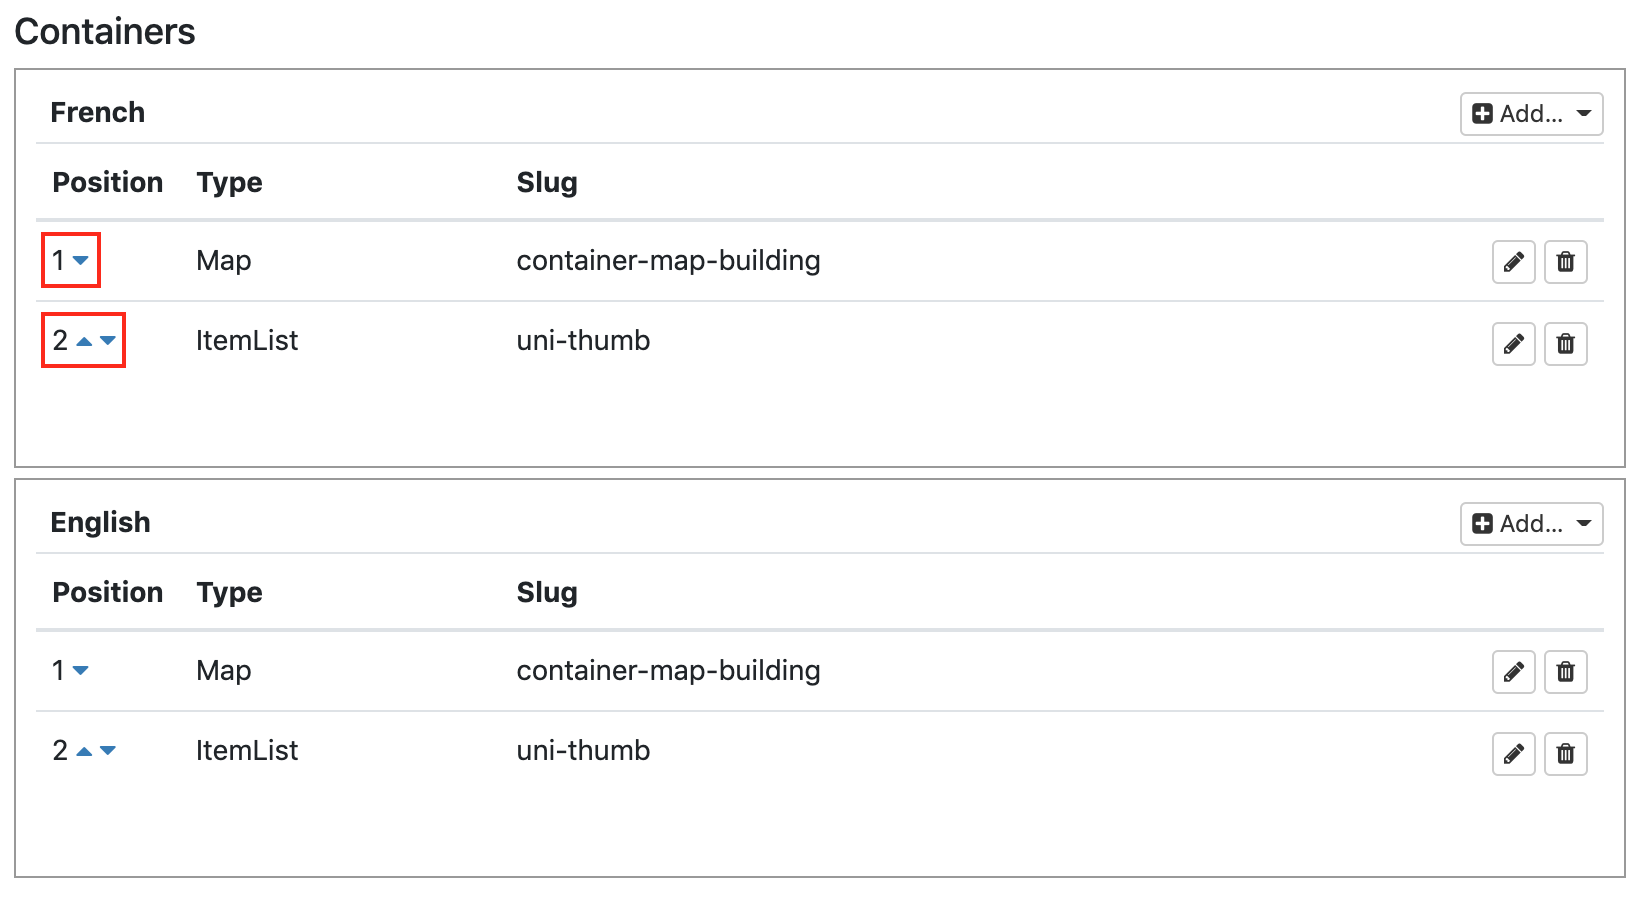 Containers
French
Add...
Position Type Slug
1 Map container-map-building
2 ItemList uni-thumb
English
Add...
Position Type Slug
1 Map container-map-building
2 ItemList uni-thumb